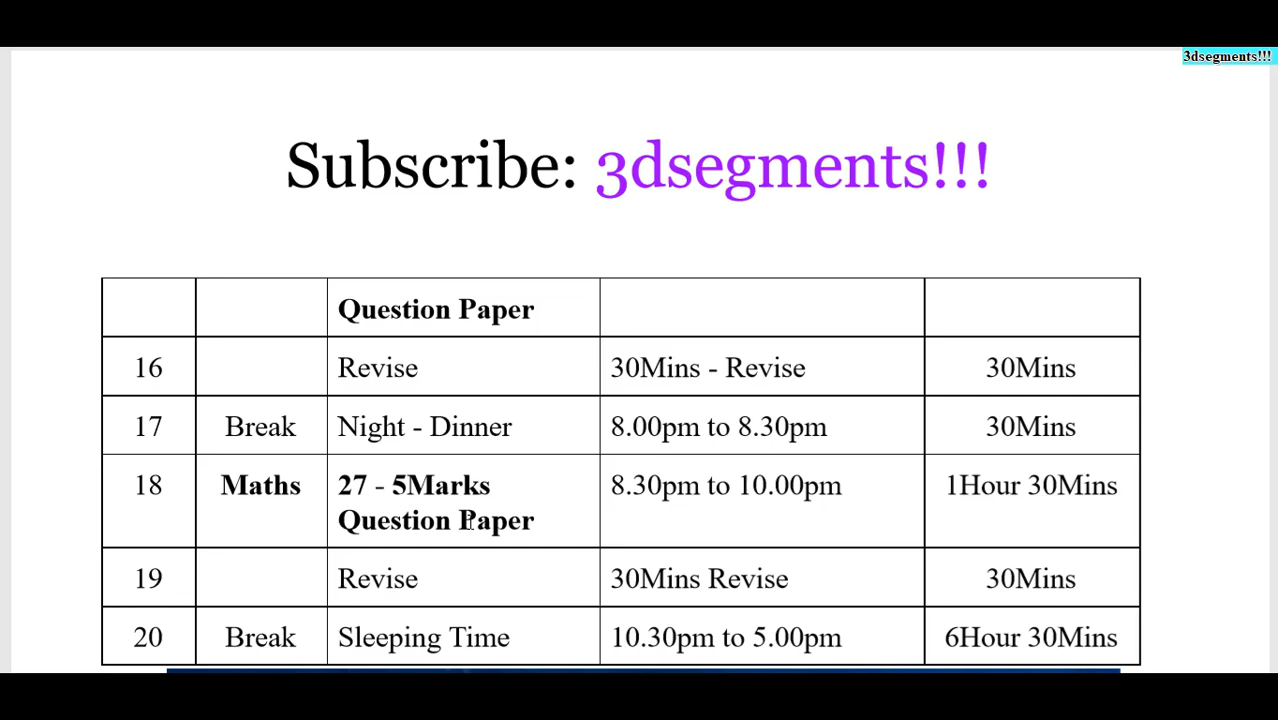 3dsegments!!!
Subscribe: 3dsegments!!!
Question Paper
16 Revise 30Mins - Revise 30Mins
17 Break Night - Dinner 8.00pm to 8.30pm 30Mins
18 Maths 27 - 5Marks 8.30pm to 10.00pm 1Hour 30Mins
Question Paper
19 Revise 30Mins Revise 30Mins
20 Break Sleeping Time 10.30pm to 5.00pm 6Hour 30Mins